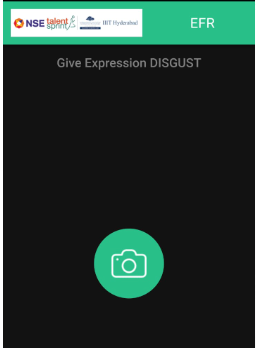 NSE talent sprint IIIT Hyderabad EFR
Give Expression DISGUST